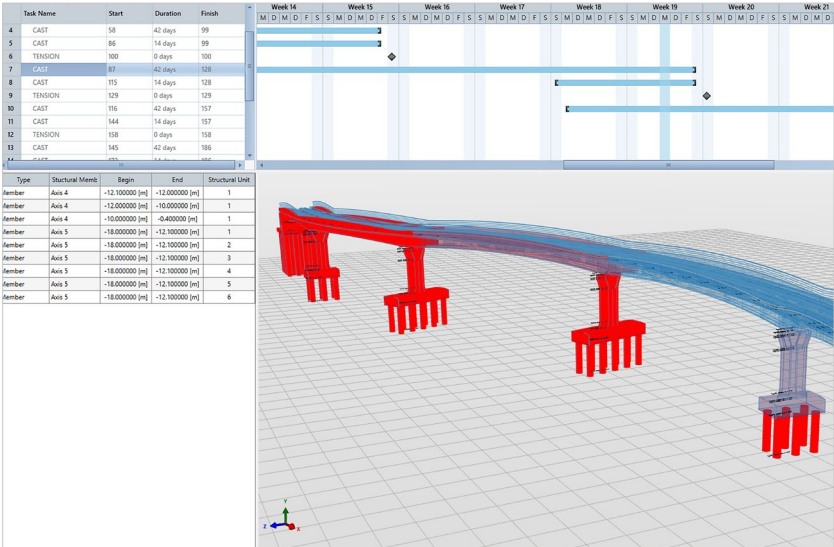 Task Name Start Duration Finish
4 CAST 58 42 days 99
5 CAST 86 14 days 99
6 TENSION 100 0 days 100
7 CAST 87 42 days 128
8 CAST 115 14 days 128
9 TENSION 129 0 days 129
10 CAST 116 42 days 157
11 CAST 144 14 days 157
12 TENSION 158 0 days 158
13 CAST 145 42 days 186
Week 14 Week 15 Week 16 Week 17 Week 18 Week 19 Week 20 Week 21
M D M D F S S M D M D F S S M D M D F S S M D M D F S S M D M D F S S M D M D F S S M D M D F S S M D M D
Type Stuctural Memb Begin End Structural Unit
Member Axis 4 -12.100000 [m] -12.000000 [m] 1
Member Axis 4 -12.000000 [m] -10.000000 [m] 1
Member Axis 4 -10.000000 [m] -0.400000 [m] 1
Member Axis 5 -18.000000 [m] -12.100000 [m] 1
Member Axis 5 -18.000000 [m] -12.100000 [m] 2
Member Axis 5 -18.000000 [m] -12.100000 [m] 3
Member Axis 5 -18.000000 [m] -12.100000 [m] 4
Member Axis 5 -18.000000 [m] -12.100000 [m] 5
Member Axis 5 -18.000000 [m] -12.100000 [m] 6
Y
Z X